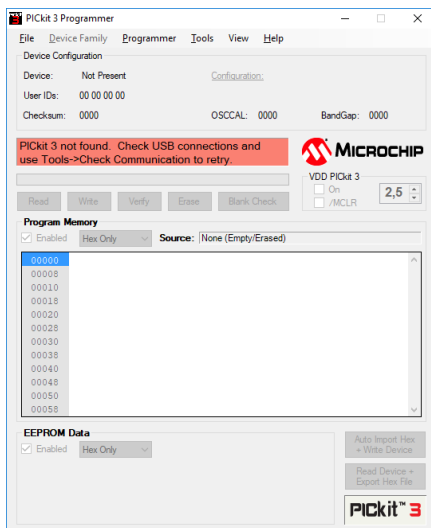 PICkit 3 Programmer
File Device Family Programmer Tools View Help
Device Configuration
Device: Not Present Configuration:
User IDs: 00 00 00 00
Checksum: 0000 OSCCAL: 0000 BandGap: 0000
PICkit 3 not found. Check USB connections and
use Tools->Check Communication to retry.
MICROCHIP
VDD PICkit 3
On
/MCLR
2,5
Read Write Verify Erase Blank Check
Program Memory
Enabled Hex Only Source: None (Empty/Erased)
00000
00008
00010
00018
00020
00028
00030
00038
00040
00048
00050
00058
EEPROM Data
Enabled Hex Only
Auto Import Hex
+ Write Device
Read Device +
Export Hex File
PICkit™ 3